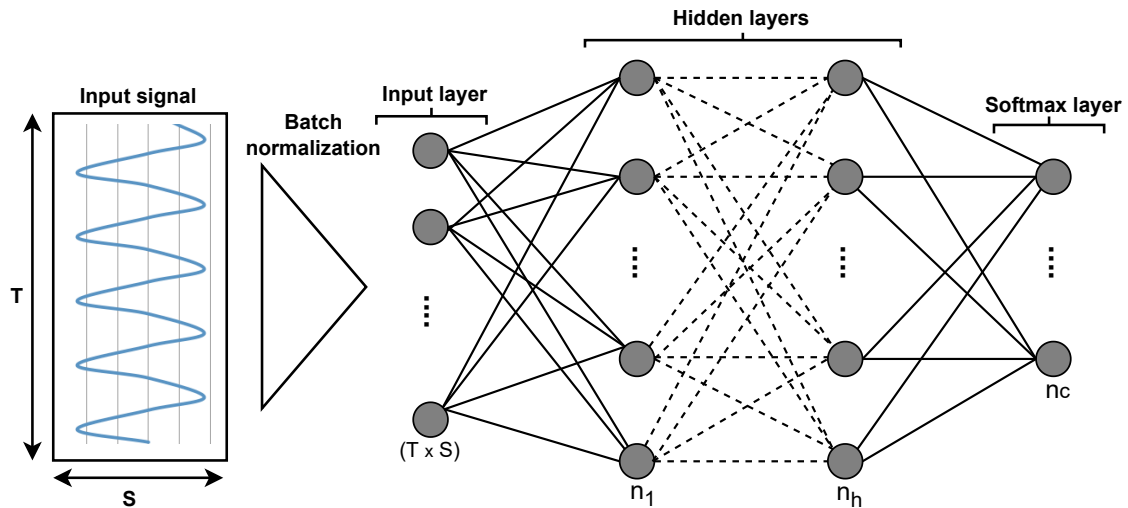 Hidden layers
Input signal
Input layer
Softmax layer
Batch
normalization
T
S
(T x S)
n1
nh
nc